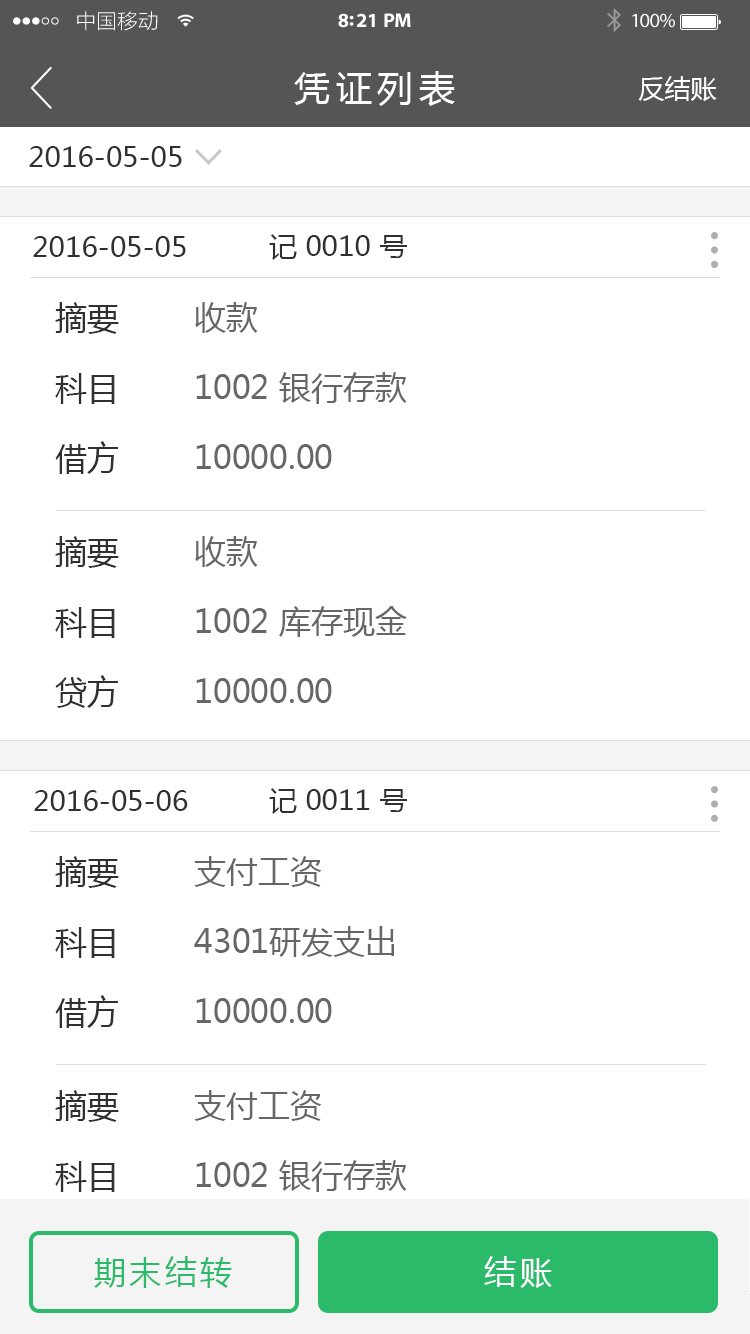 中国移动 8:21 PM 100%
凭证列表 反结账
2016-05-05
2016-05-05 记 0010 号
摘要 收款
科目 1002 银行存款
借方 10000.00
摘要 收款
科目 1002 库存现金
贷方 10000.00
2016-05-06 记 0011 号
摘要 支付工资
科目 4301研发支出
借方 10000.00
摘要 支付工资
科目 1002 银行存款
期末结转 结账